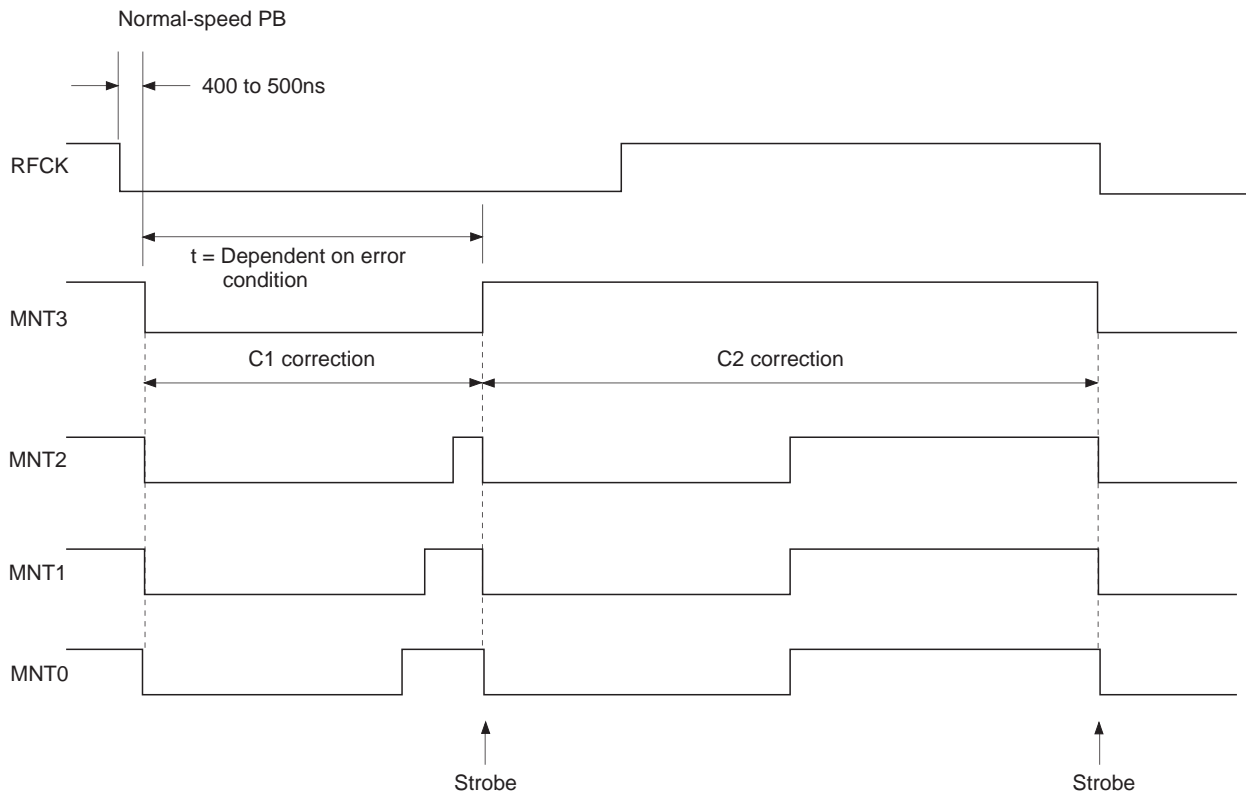 Normal-speed PB
400 to 500ns
RFCK
t = Dependent on error
condition
MNT3
C1 correction
C2 correction
MNT2
MNT1
MNT0
Strobe
Strobe